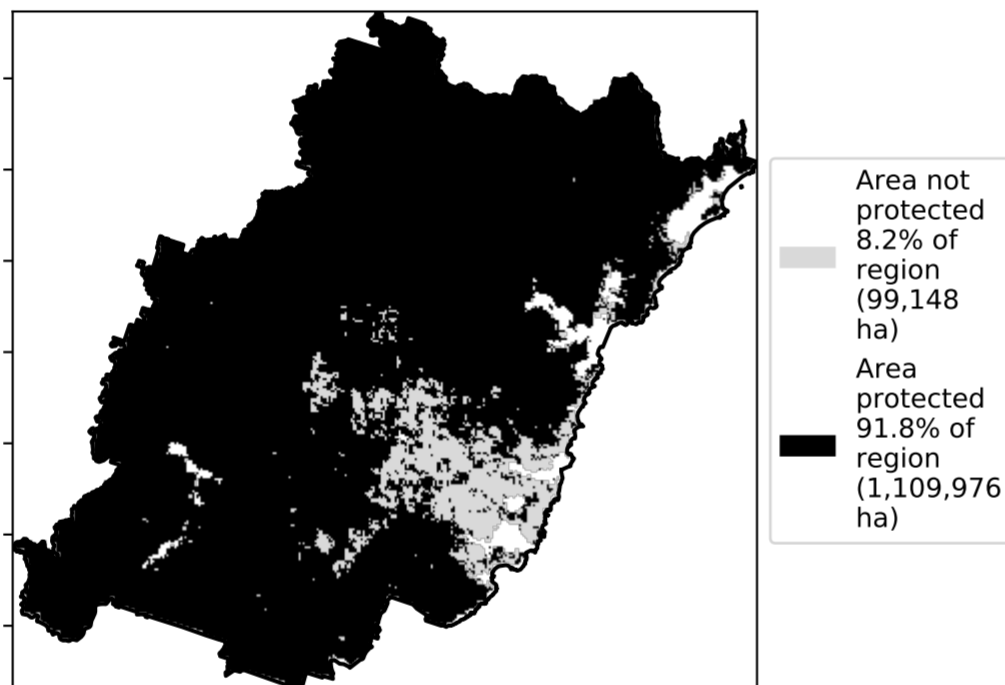 Area not
protected
8.2% of
region
(99,148
ha)
Area
protected
91.8% of
region
(1,109,976
ha)